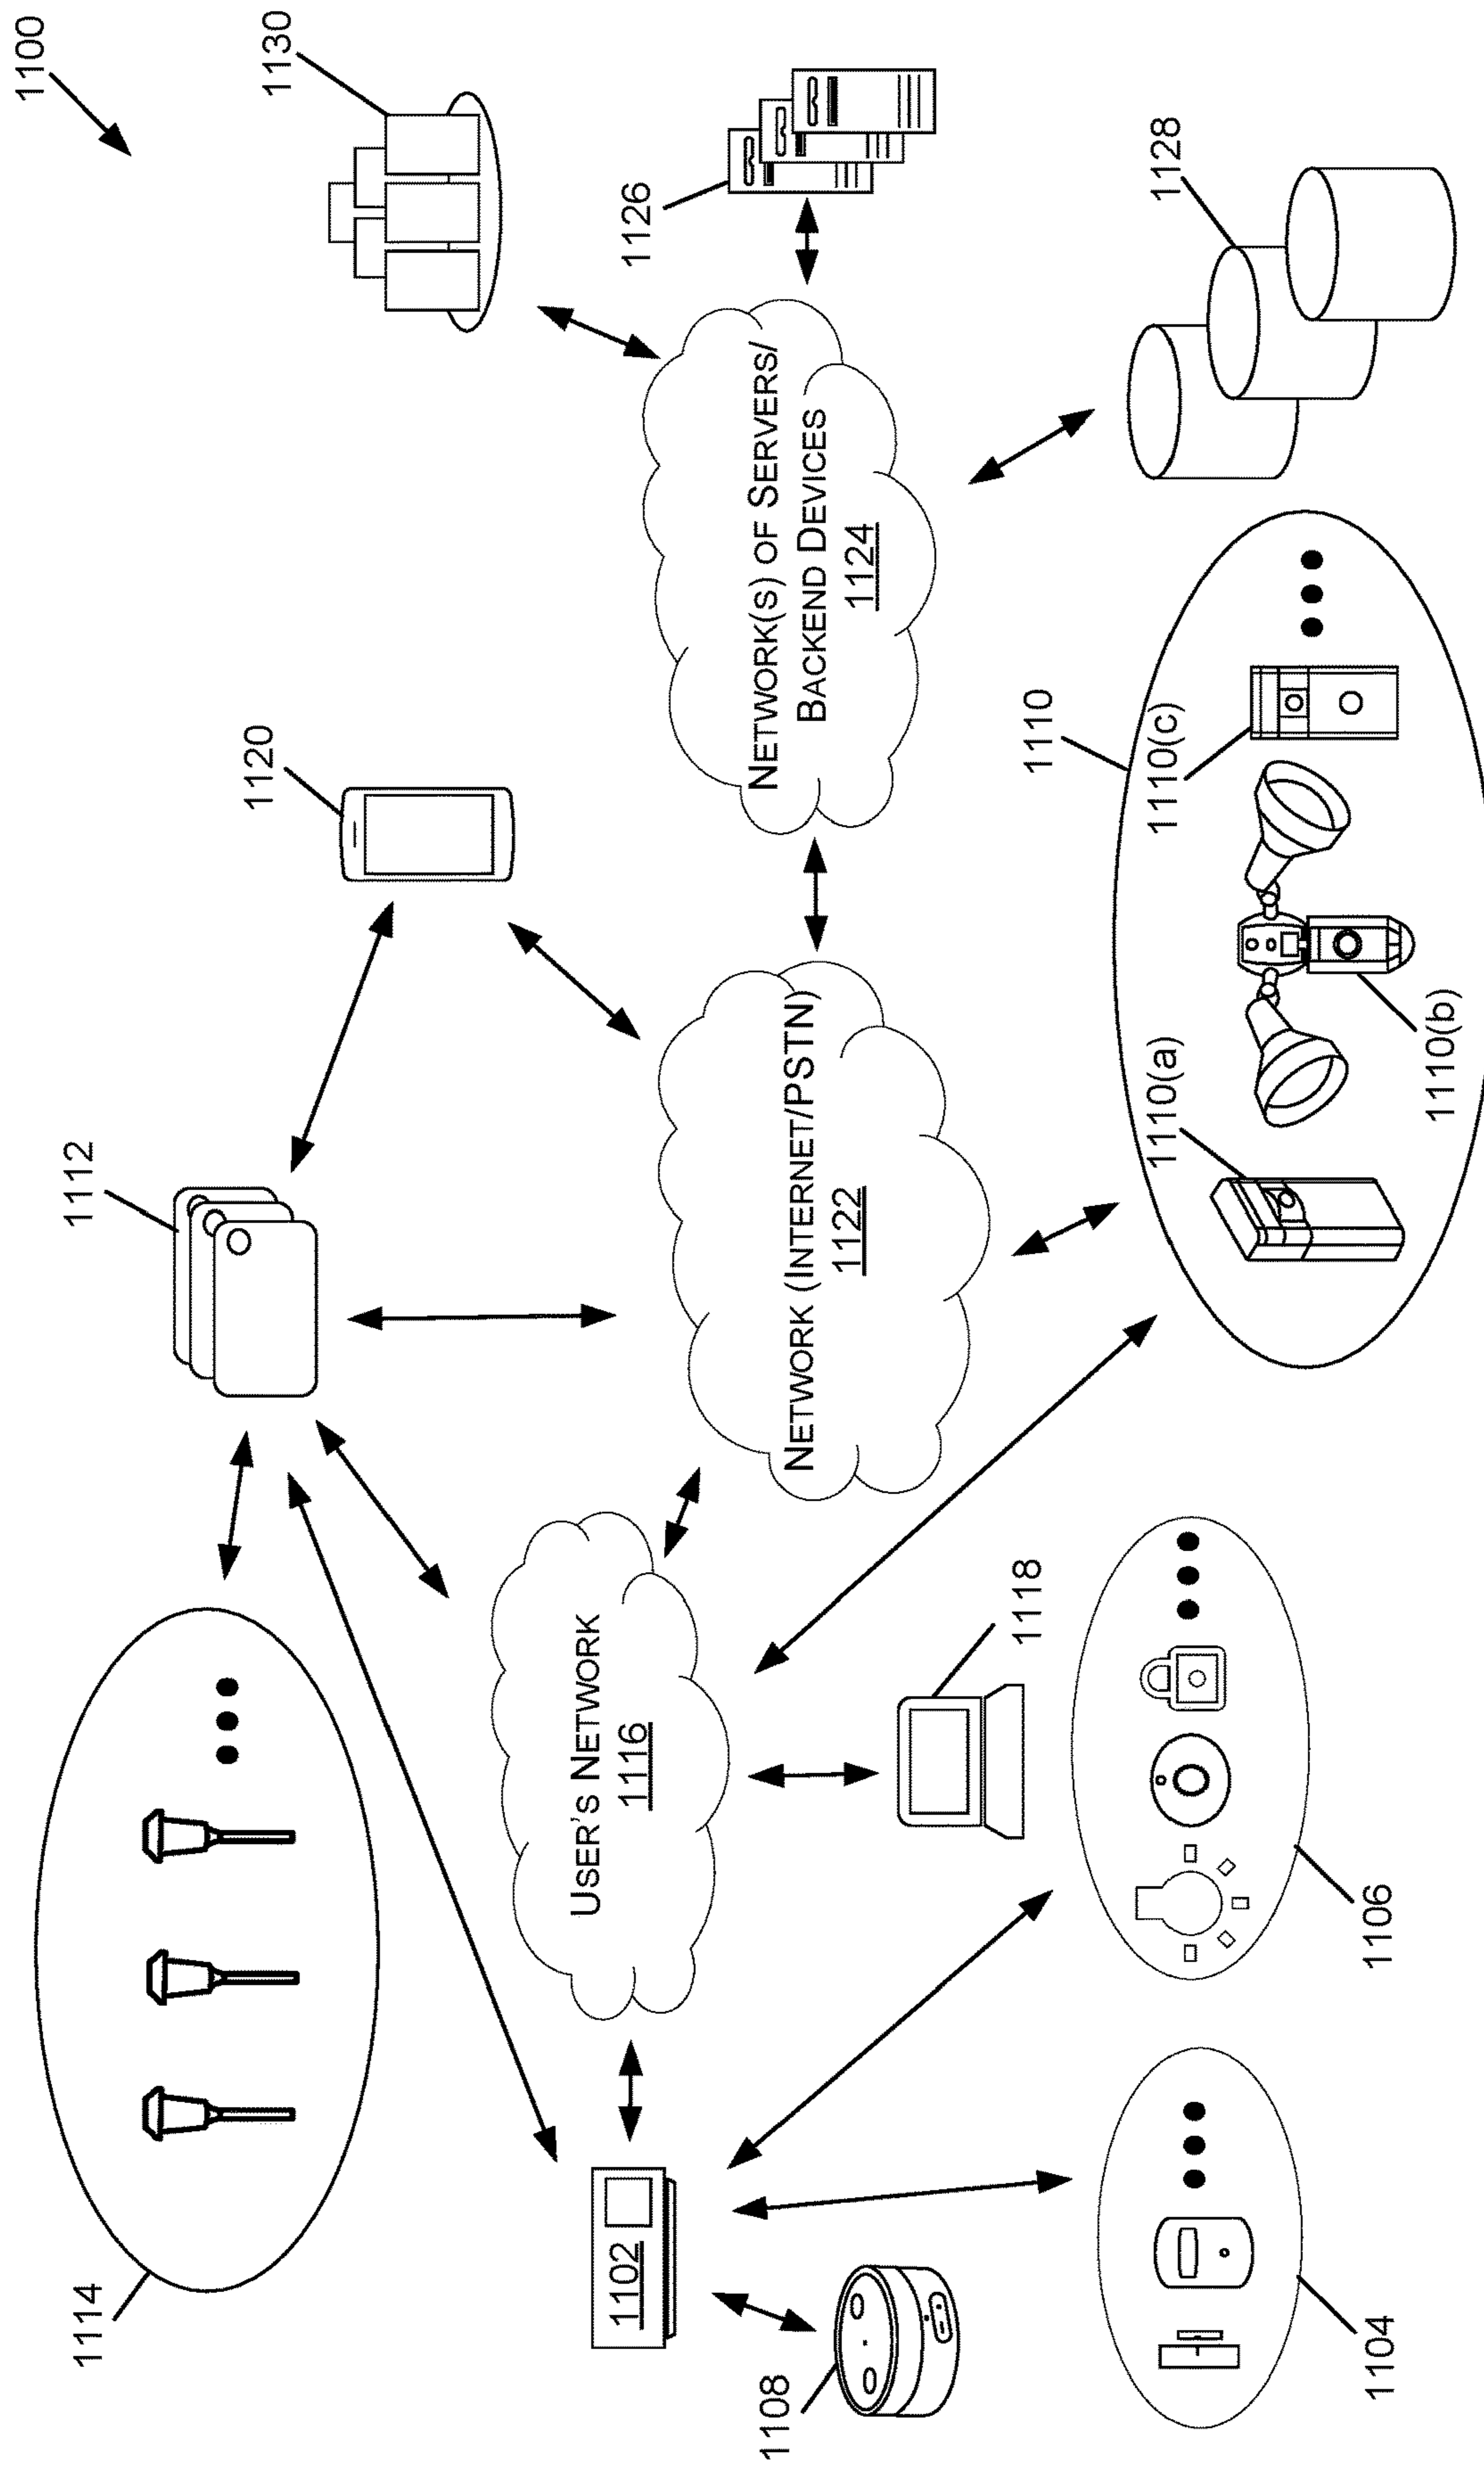 1100
1130
1126
1128
1120
NETWORK(S) OF SERVERS/
BACKEND DEVICES
1124
1112
NETWORK (INTERNET/PSTN)
1122
1110
1110(c)
1110(b)
1110(a)
1114
USER'S NETWORK
1116
1118
1106
1102
1108
1104